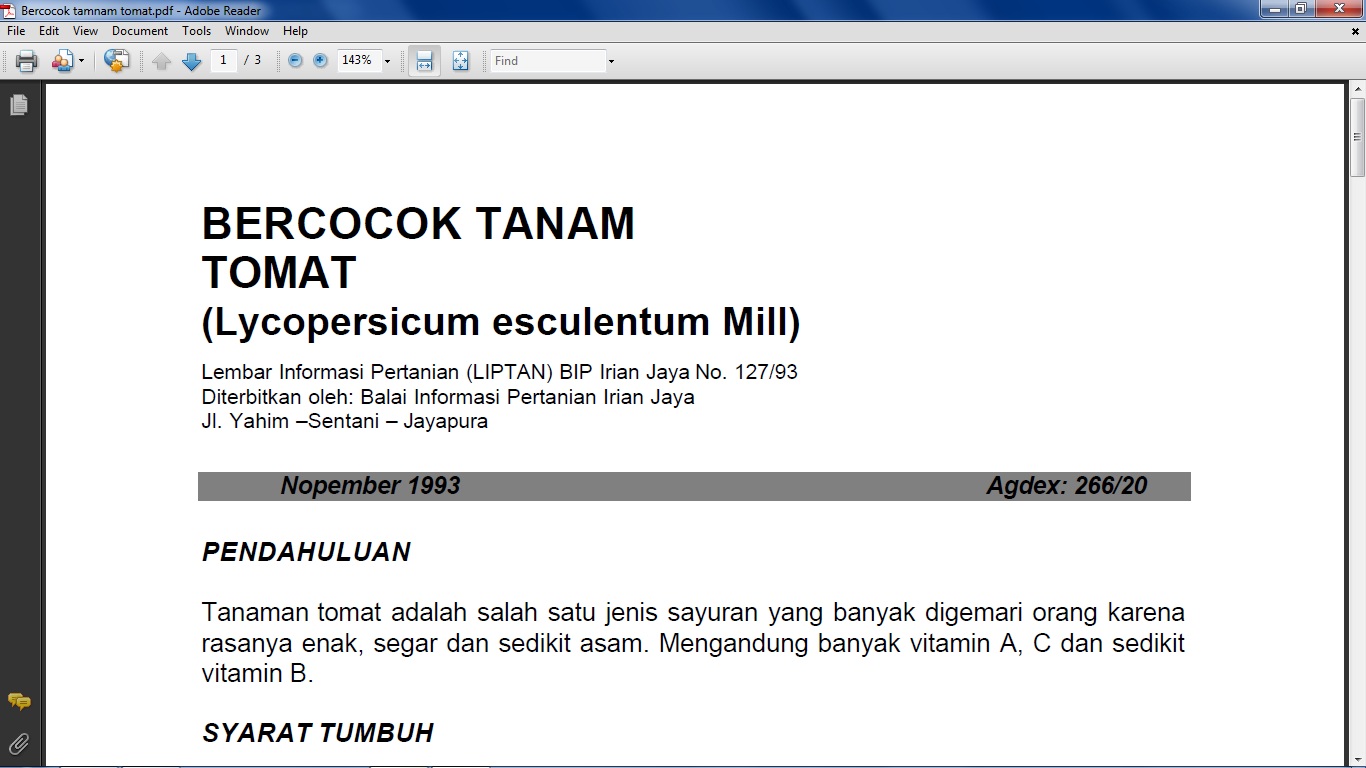 Bercocok tamnam tomat.pdf - Adobe Reader
File Edit View Document Tools Window Help
1 / 3 143% Find
BERCOCOK TANAM
TOMAT
(Lycopersicum esculentum Mill)
Lembar Informasi Pertanian (LIPTAN) BIP Irian Jaya No. 127/93
Diterbitkan oleh: Balai Informasi Pertanian Irian Jaya
Jl. Yahim –Sentani – Jayapura
Nopember 1993 Agdex: 266/20
PENDAHULUAN
Tanaman tomat adalah salah satu jenis sayuran yang banyak digemari orang karena
rasanya enak, segar dan sedikit asam. Mengandung banyak vitamin A, C dan sedikit
vitamin B.
SYARAT TUMBUH